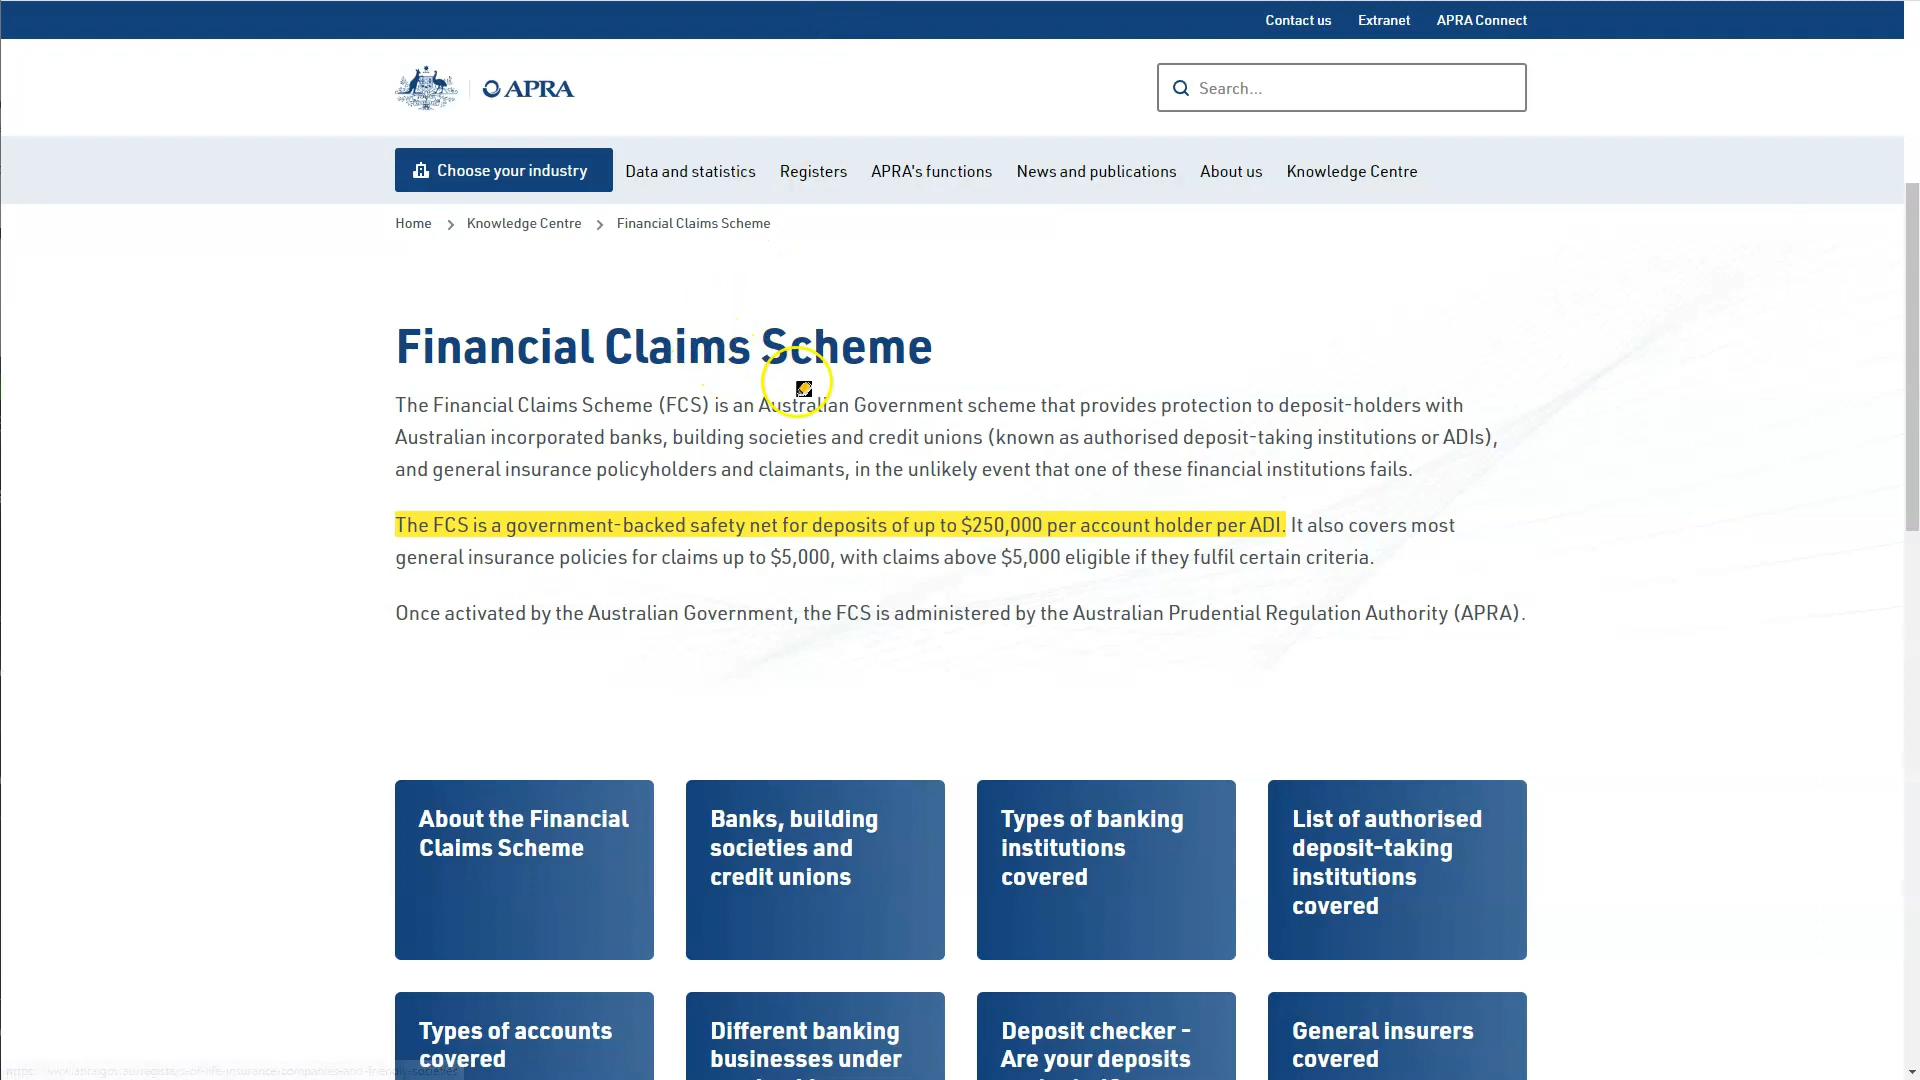 Contact us Extranet APRA Connect
APRA
Search...
Choose your industry Data and statistics Registers APRA's functions News and publications About us Knowledge Centre
Home Knowledge Centre Financial Claims Scheme
Financial Claims Scheme
The Financial Claims Scheme (FCS) is an Australian Government scheme that provides protection to deposit-holders with
Australian incorporated banks, building societies and credit unions (known as authorised deposit-taking institutions or ADIs),
and general insurance policyholders and claimants, in the unlikely event that one of these financial institutions fails.
The FCS is a government-backed safety net for deposits of up to $250,000 per account holder per ADI. It also covers most
general insurance policies for claims up to $5,000, with claims above $5,000 eligible if they fulfil certain criteria.
Once activated by the Australian Government, the FCS is administered by the Australian Prudential Regulation Authority (APRA).
About the Financial
Claims Scheme
Banks, building
societies and
credit unions
Types of banking
institutions
covered
List of authorised
deposit-taking
institutions
covered
Types of accounts
covered
Different banking
businesses under
Deposit checker -
Are your deposits
General insurers
covered